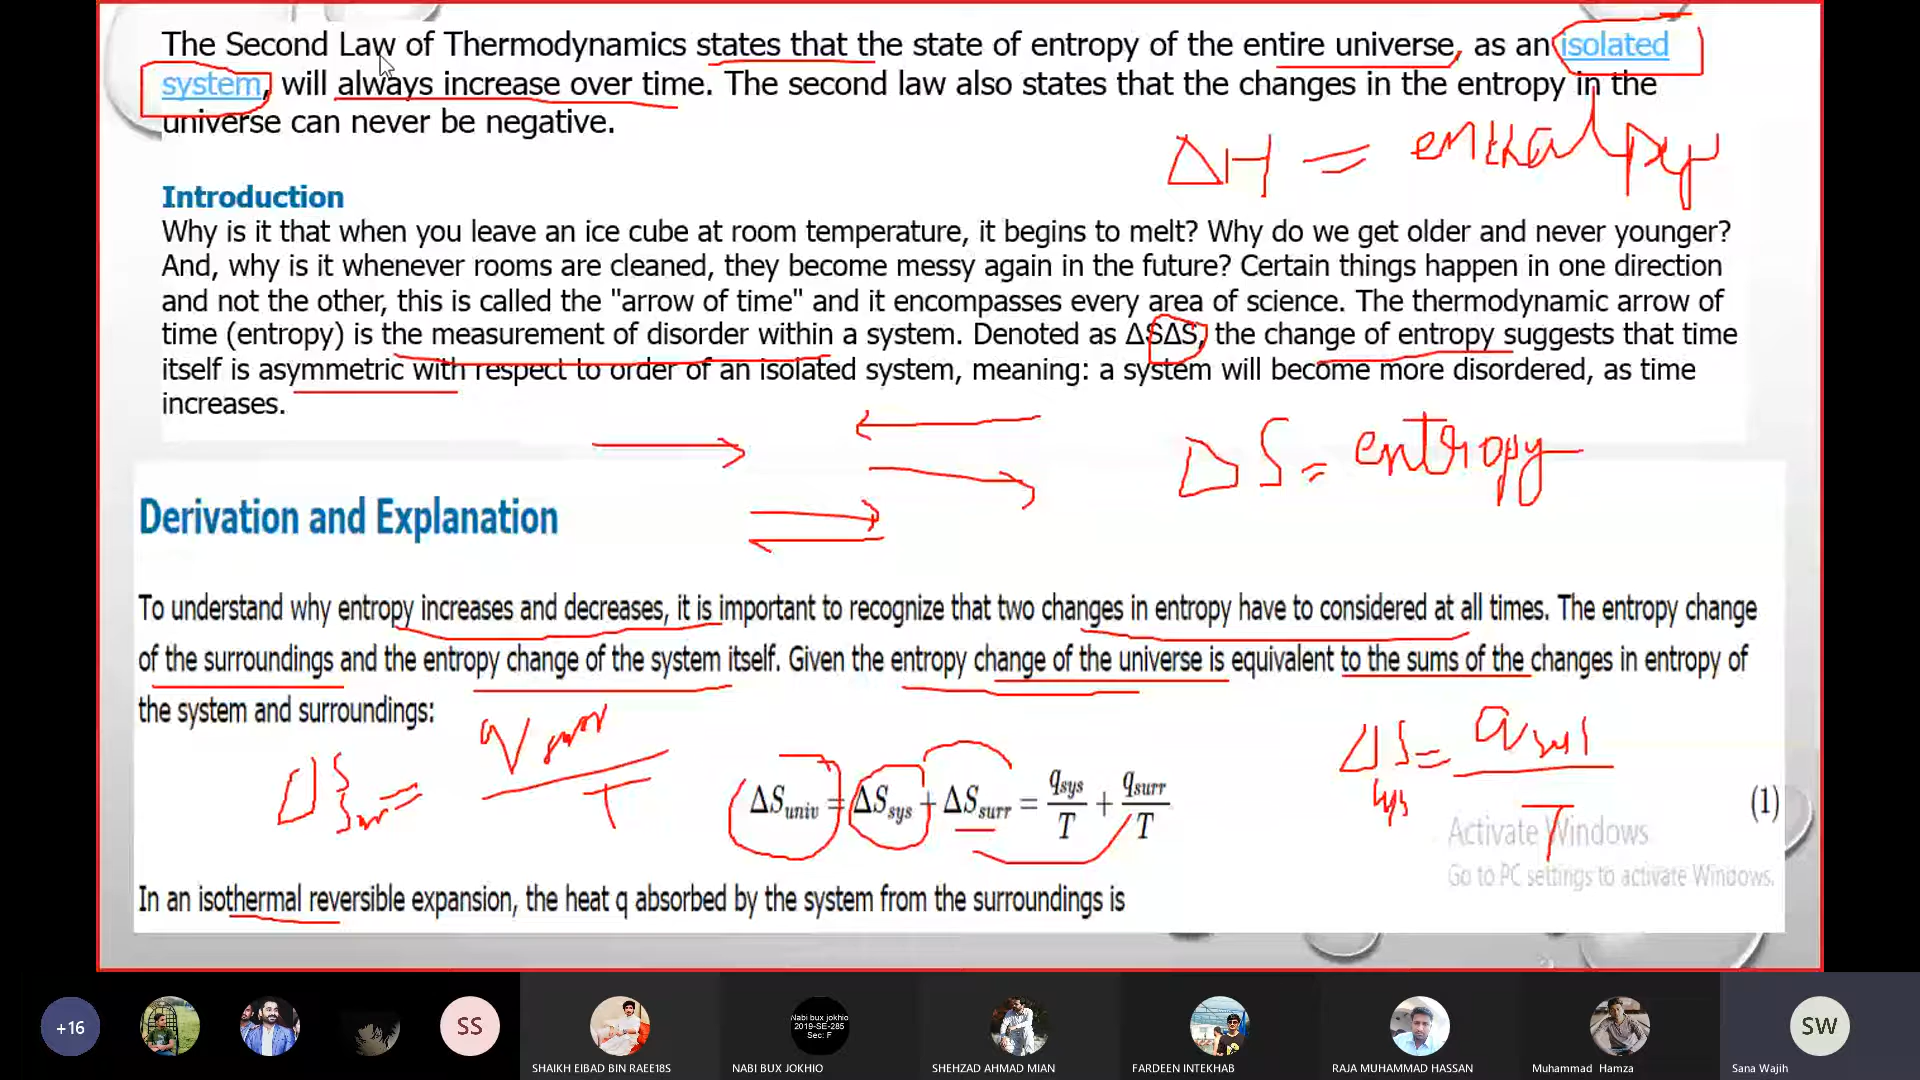 The Second Law of Thermodynamics states that the state of entropy of the entire universe, as an isolated
system, will always increase over time. The second law also states that the changes in the entropy in the
universe can never be negative.
ΔH = enthalpy
Introduction
Why is it that when you leave an ice cube at room temperature, it begins to melt? Why do we get older and never younger?
And, why is it whenever rooms are cleaned, they become messy again in the future? Certain things happen in one direction
and not the other, this is called the "arrow of time" and it encompasses every area of science. The thermodynamic arrow of
time (entropy) is the measurement of disorder within a system. Denoted as ΔSΔS, the change of entropy suggests that time
itself is asymmetric with respect to order of an isolated system, meaning: a system will become more disordered, as time
increases.
ΔS = entropy
Derivation and Explanation
To understand why entropy increases and decreases, it is important to recognize that two changes in entropy have to considered at all times. The entropy change
of the surroundings and the entropy change of the system itself. Given the entropy change of the universe is equivalent to the sums of the changes in entropy of
the system and surroundings:
ΔS = q surr / T
ΔSuniv = ΔSsys + ΔSsurr = qsys/T + qsurr/T (1)
ΔS sys = q / T
Activate Windows
Go to PC settings to activate Windows.
In an isothermal reversible expansion, the heat q absorbed by the system from the surroundings is
+16
SS
Nabi bux jokhio
2019-SE-285
Sec: F
SW
SHAIKH EIBAD BIN RAEE18S
NABI BUX JOKHIO
SHEHZAD AHMAD MIAN
FARDEEN INTEKHAB
RAJA MUHAMMAD HASSAN
Muhammad Hamza
Sana Wajih